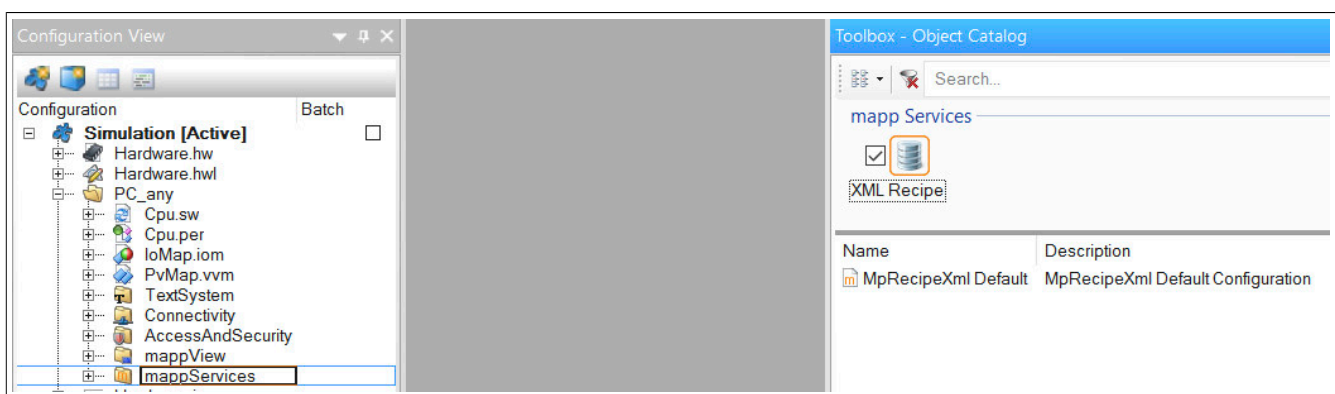 Configuration View
Configuration Batch
Simulation [Active]
Hardware.hw
Hardware.hwl
PC_any
Cpu.sw
Cpu.per
IoMap.iom
PvMap.vvm
TextSystem
Connectivity
AccessAndSecurity
mappView
mappServices
Toolbox - Object Catalog
Search...
mapp Services
XML Recipe
Name Description
MpRecipeXml Default MpRecipeXml Default Configuration